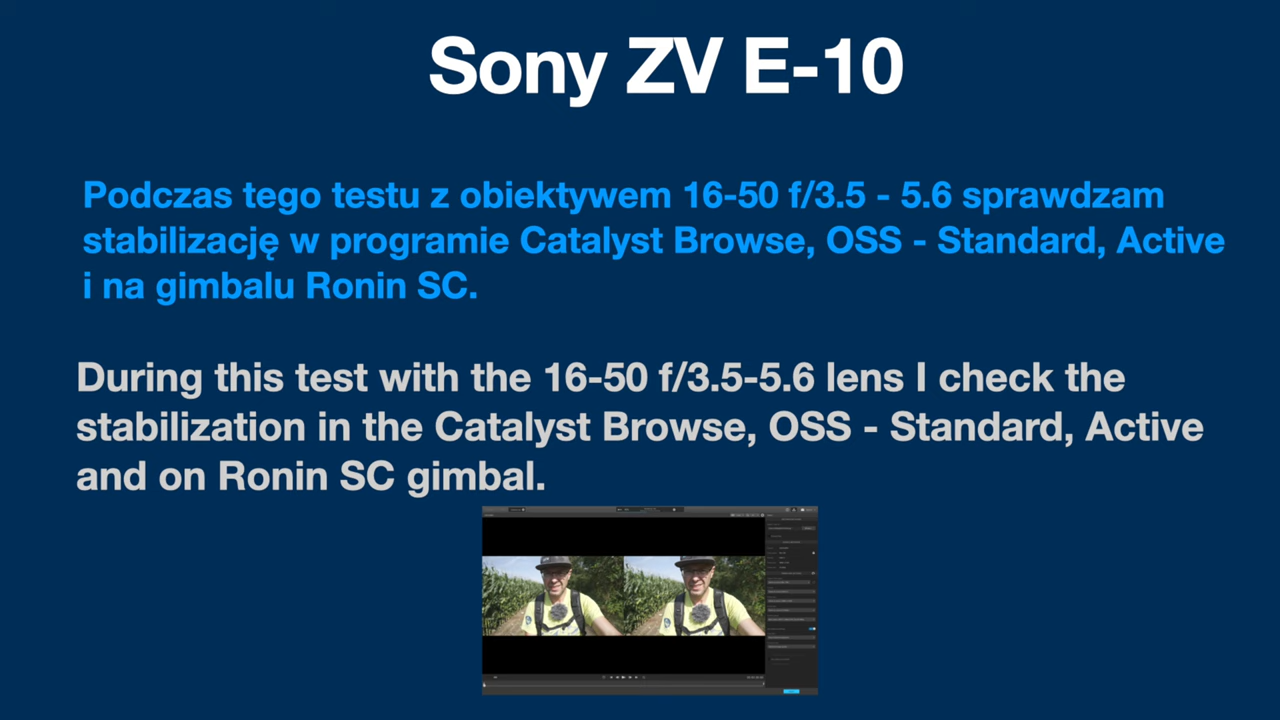 Sony ZV E-10
Podczas tego testu z obiektywem 16-50 f/3.5 - 5.6 sprawdzam
stabilizację w programie Catalyst Browse, OSS - Standard, Active
i na gimbalu Ronin SC.
During this test with the 16-50 f/3.5-5.6 lens I check the
stabilization in the Catalyst Browse, OSS - Standard, Active
and on Ronin SC gimbal.